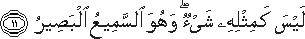 لَيْسَ كَمِثْلِهِۦ شَىْءٌۭ ۖ وَهُوَ ٱلسَّمِيعُ ٱلْبَصِيرُ ۝١١